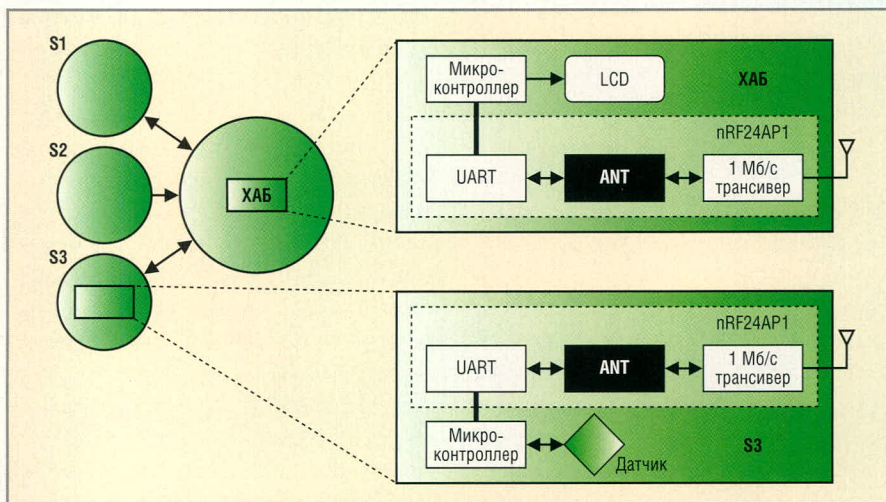 S1
S2
S3
ХАБ
Микро-
контроллер
LCD
ХАБ
nRF24AP1
UART
ANT
1 Мб/с
трансивер
nRF24AP1
UART
ANT
1 Мб/с
трансивер
Микро-
контроллер
Датчик
S3